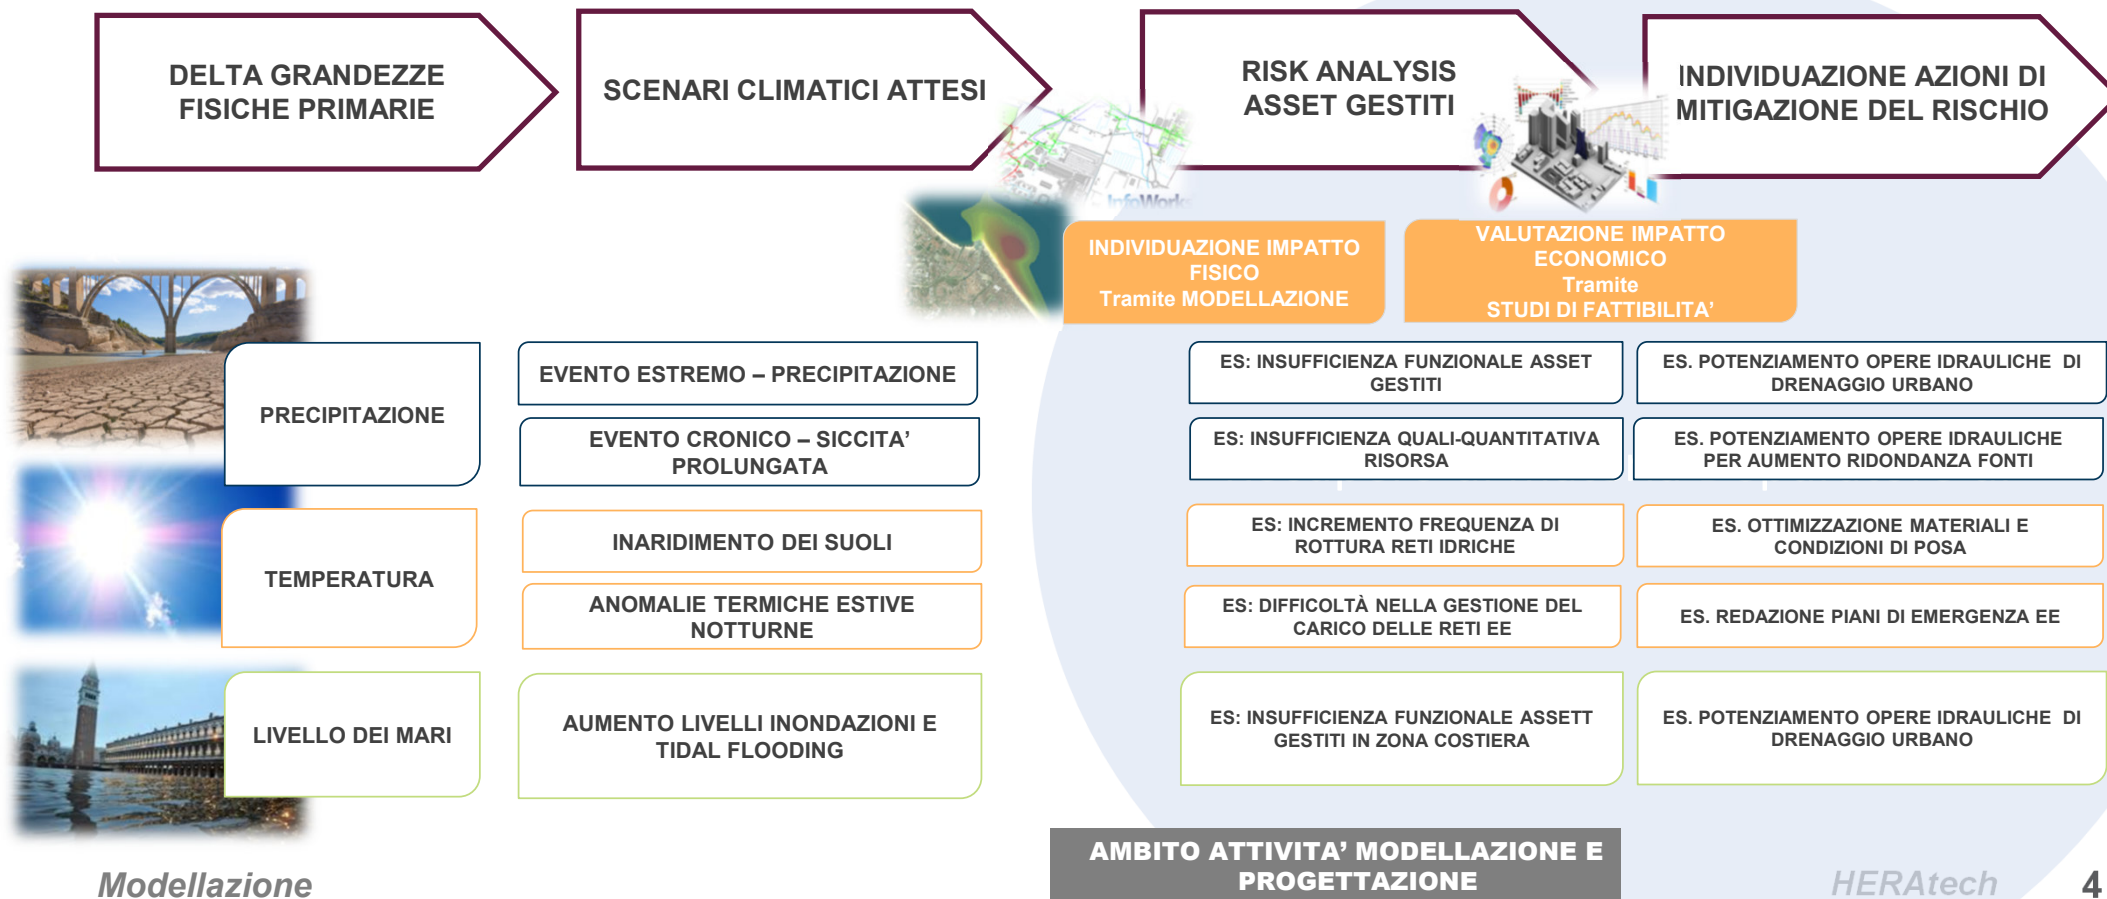 DELTA GRANDEZZE
FISICHE PRIMARIE
SCENARI CLIMATICI ATTESI
RISK ANALYSIS
ASSET GESTITI
INDIVIDUAZIONE AZIONI DI
MITIGAZIONE DEL RISCHIO
InfoWorks
INDIVIDUAZIONE IMPATTO
FISICO
Tramite MODELLAZIONE
VALUTAZIONE IMPATTO
ECONOMICO
Tramite
STUDI DI FATTIBILITA’
PRECIPITAZIONE
EVENTO ESTREMO – PRECIPITAZIONE
ES: INSUFFICIENZA FUNZIONALE ASSET
GESTITI
ES. POTENZIAMENTO OPERE IDRAULICHE DI
DRENAGGIO URBANO
EVENTO CRONICO – SICCITA’
PROLUNGATA
ES: INSUFFICIENZA QUALI-QUANTITATIVA
RISORSA
ES. POTENZIAMENTO OPERE IDRAULICHE
PER AUMENTO RIDONDANZA FONTI
TEMPERATURA
INARIDIMENTO DEI SUOLI
ES: INCREMENTO FREQUENZA DI
ROTTURA RETI IDRICHE
ES. OTTIMIZZAZIONE MATERIALI E
CONDIZIONI DI POSA
ANOMALIE TERMICHE ESTIVE
NOTTURNE
ES: DIFFICOLTÀ NELLA GESTIONE DEL
CARICO DELLE RETI EE
ES. REDAZIONE PIANI DI EMERGENZA EE
LIVELLO DEI MARI
AUMENTO LIVELLI INONDAZIONI E
TIDAL FLOODING
ES: INSUFFICIENZA FUNZIONALE ASSETT
GESTITI IN ZONA COSTIERA
ES. POTENZIAMENTO OPERE IDRAULICHE DI
DRENAGGIO URBANO
AMBITO ATTIVITA’ MODELLAZIONE E
PROGETTAZIONE
Modellazione
HERAtech
4